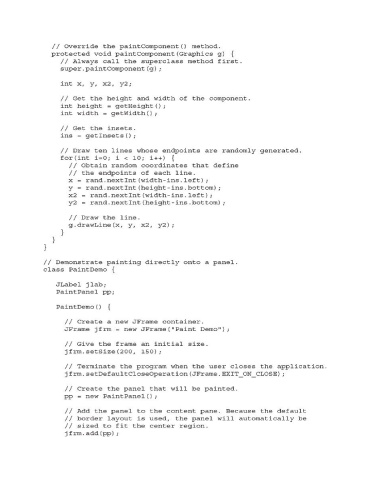 // Override the paintComponent() method.
protected void paintComponent(Graphics g) {
// Always call the superclass method first.
super.paintComponent(g);
int x, y, x2, y2;
// Get the height and width of the component.
int height = getHeight();
int width = getWidth();
// Get the insets.
ins = getInsets();
// Draw ten lines whose endpoints are randomly generated.
for(int i=0; i < 10; i++) {
// Obtain random coordinates that define
// the endpoints of each line.
x = rand.nextInt(width-ins.left);
y = rand.nextInt(height-ins.bottom);
x2 = rand.nextInt(width-ins.left);
y2 = rand.nextInt(height-ins.bottom);
// Draw the line.
g.drawLine(x, y, x2, y2);
}
}
}
// Demonstrate painting directly onto a panel.
class PaintDemo {
JLabel jlab;
PaintPanel pp;
PaintDemo() {
// Create a new JFrame container.
JFrame jfrm = new JFrame("Paint Demo");
// Give the frame an initial size.
jfrm.setSize(200, 150);
// Terminate the program when the user closes the application.
jfrm.setDefaultCloseOperation(JFrame.EXIT_ON_CLOSE);
// Create the panel that will be painted.
pp = new PaintPanel();
// Add the panel to the content pane. Because the default
// border layout is used, the panel will automatically be
// sized to fit the center region.
jfrm.add(pp);